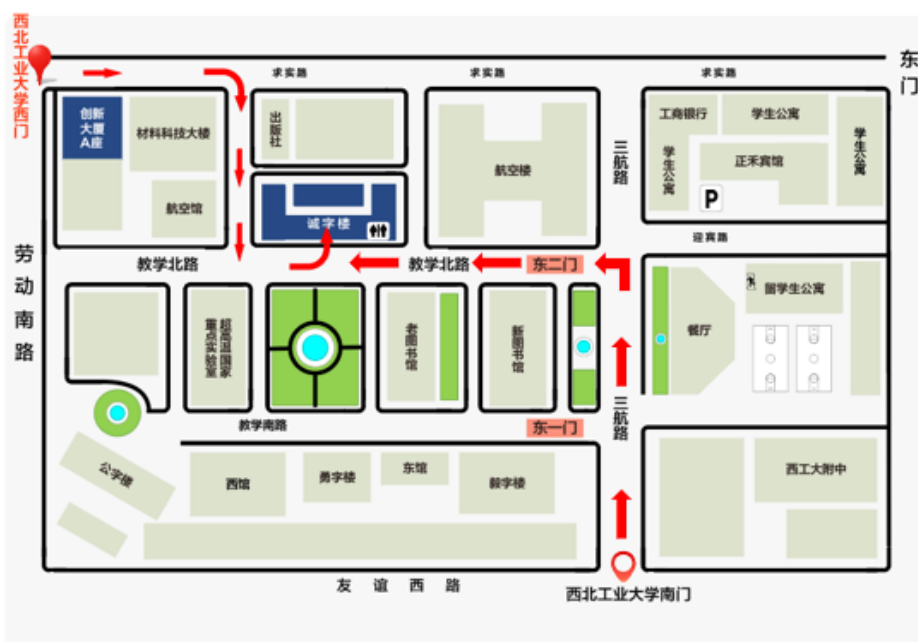 西北工业大学西门
东门
求实路
求实路
求实路
创新
大厦
A座
材料科技大楼
出版社
航空楼
三航路
工商银行
学生公寓
学生公寓
学生公寓
正禾宾馆
P
航空馆
诚字楼
迎宾路
劳动南路
教学北路
教学北路
东二门
留学生公寓
超高温国家
重点实验室
老图书馆
新图书馆
餐厅
三航路
教学南路
东一门
公字楼
西馆
勇字楼
东馆
毅字楼
西工大附中
友谊西路
西北工业大学南门